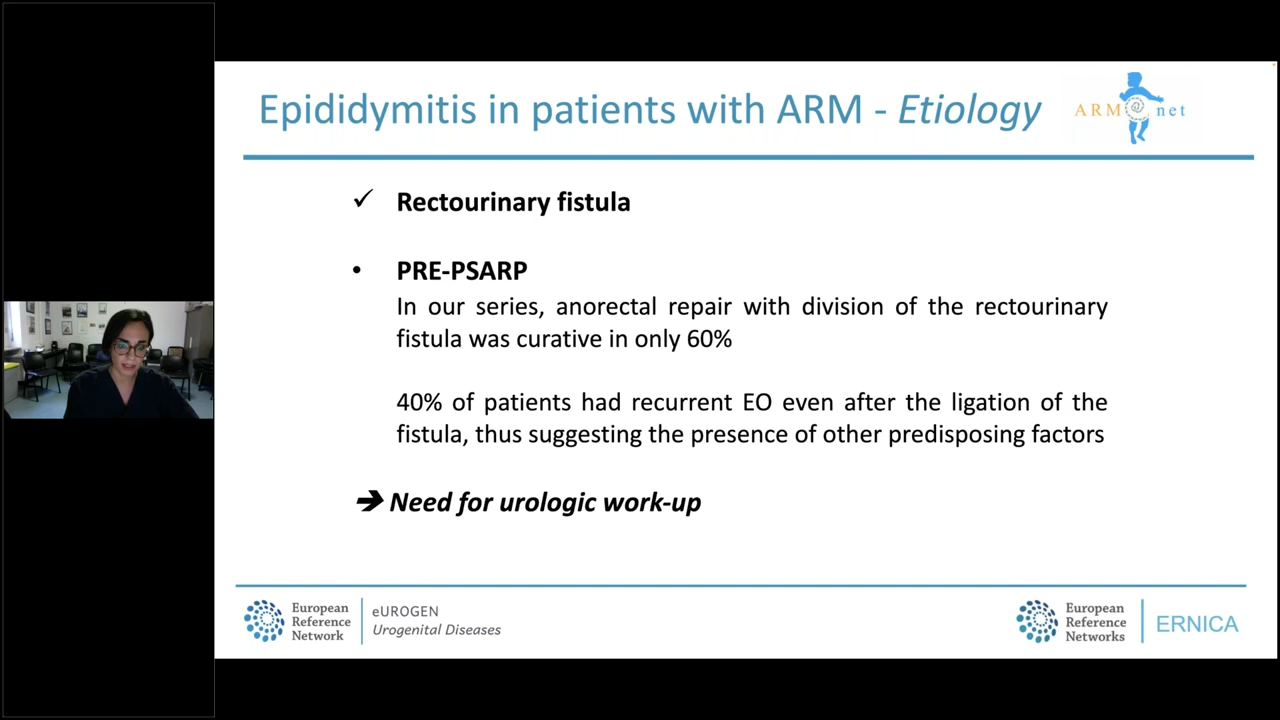 Epididymitis in patients with ARM - Etiology
ARM@net
✓ Rectourinary fistula
• PRE-PSARP
In our series, anorectal repair with division of the rectourinary
fistula was curative in only 60%
40% of patients had recurrent EO even after the ligation of the
fistula, thus suggesting the presence of other predisposing factors
➔ Need for urologic work-up
European
Reference
Network
eUROGEN
Urogenital Diseases
European
Reference
Networks
ERNICA